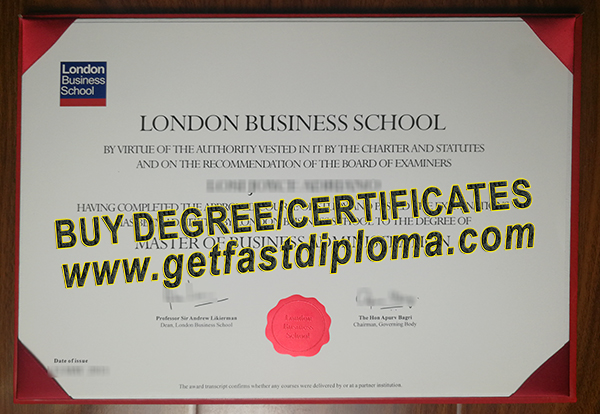 London
Business
School
LONDON BUSINESS SCHOOL
BY VIRTUE OF THE AUTHORITY VESTED IN IT BY THE CHARTER AND STATUTES
AND ON THE RECOMMENDATION OF THE BOARD OF EXAMINERS
HAVING COMPLETED THE
BUY DEGREE/CERTIFICATES
TO THE DEGREE OF
MASTER OF BUSINESS
www.getfastdiploma.com
Professor Sir Andrew Likierman
Dean, London Business School
London
Business
School
The Hon Apurv Bagri
Chairman, Governing Body
Date of issue
The award transcript confirms whether any courses were delivered by or at a partner institution.